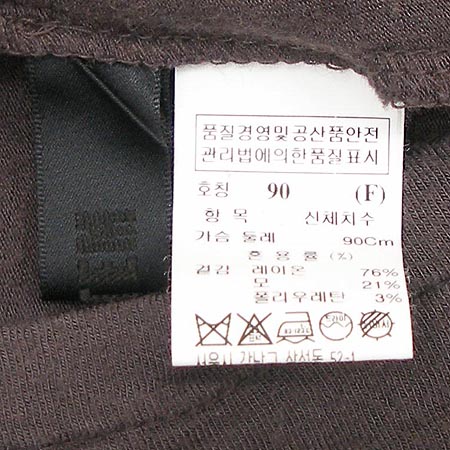 품질경영및공산품안전
관리법에의한품질표시
호칭 90 (F)
항 목 신체치수
가슴 둘레 90Cm
혼 용 률 (%)
겉감 레이온 76%
모 21%
폴리우레탄 3%
드라이
서울시 강남구 삼성동 52-1